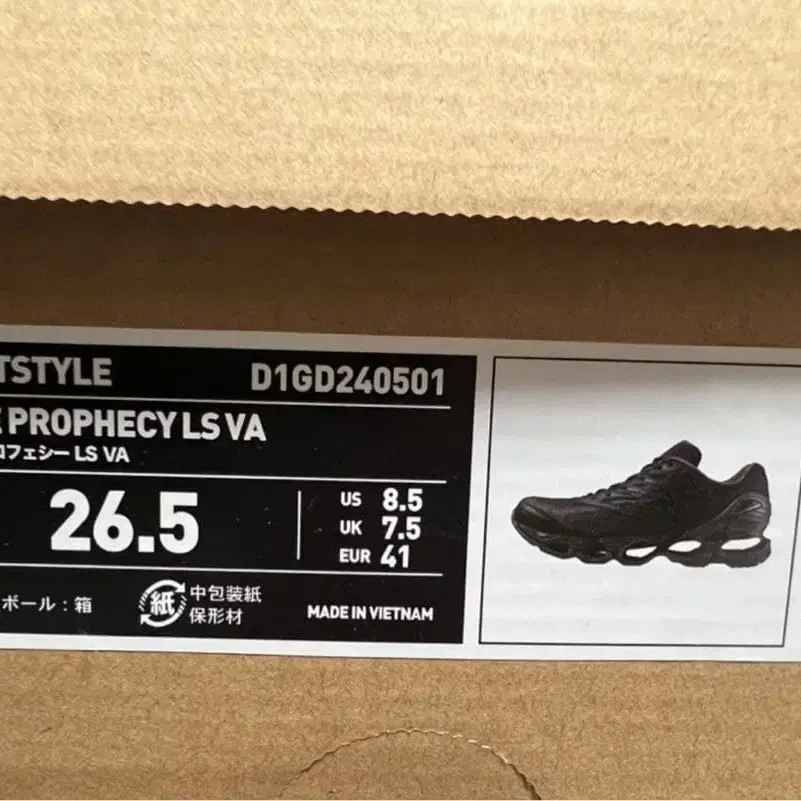 TSTYLE D1GD240501
PROPHECY LS VA
ロフェシー LS VA
26.5
US 8.5
UK 7.5
EUR 41
ボール：箱
紙
中包装紙
保形材
MADE IN VIETNAM